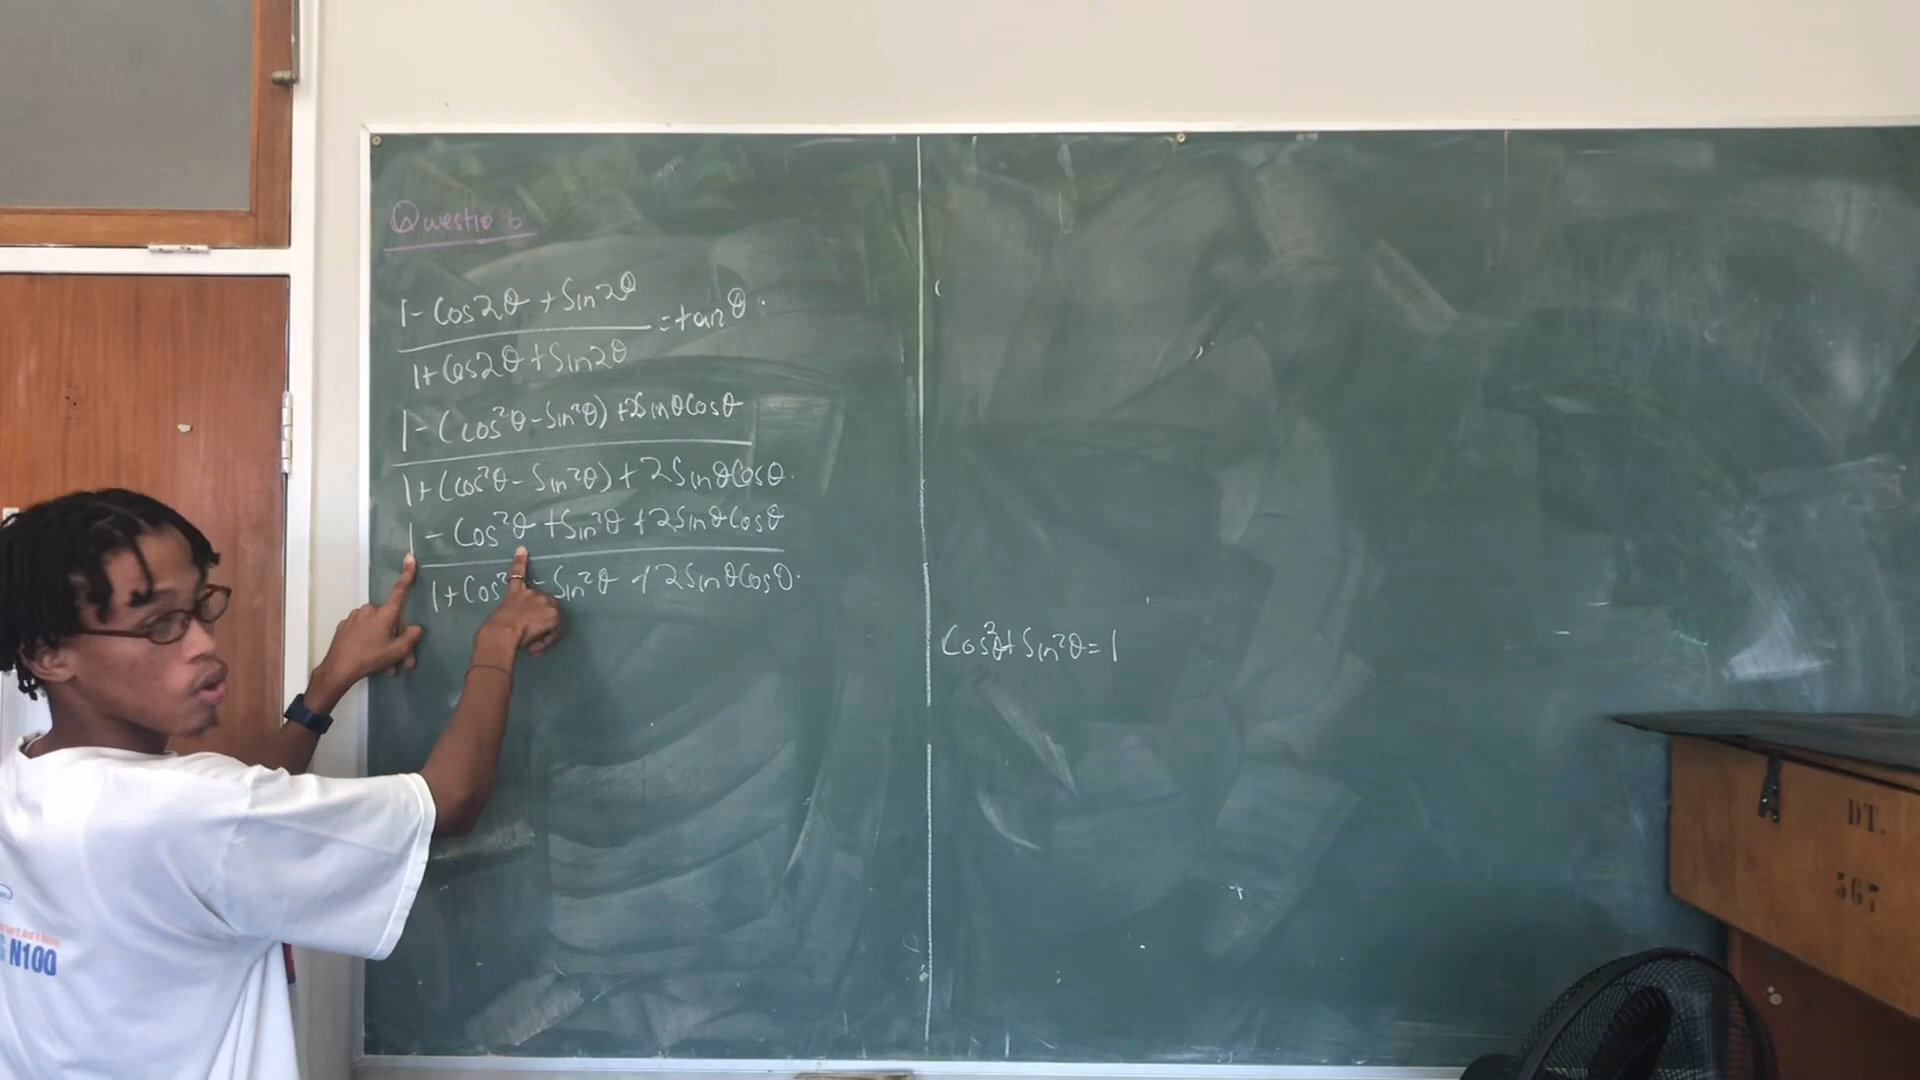 Questio 6
1 - Cos2θ + Sin2θ = tanθ.
1 + Cos2θ + Sin2θ
1 - (Cos²θ - Sin²θ) + 2SinθCosθ
1 + (Cos²θ - Sin²θ) + 2SinθCosθ.
1 - Cos²θ + Sin²θ + 2SinθCosθ
1 + Cos² - Sin²θ + 2SinθCosθ.
Cos²θ + Sin²θ = 1
DT.
567
N100